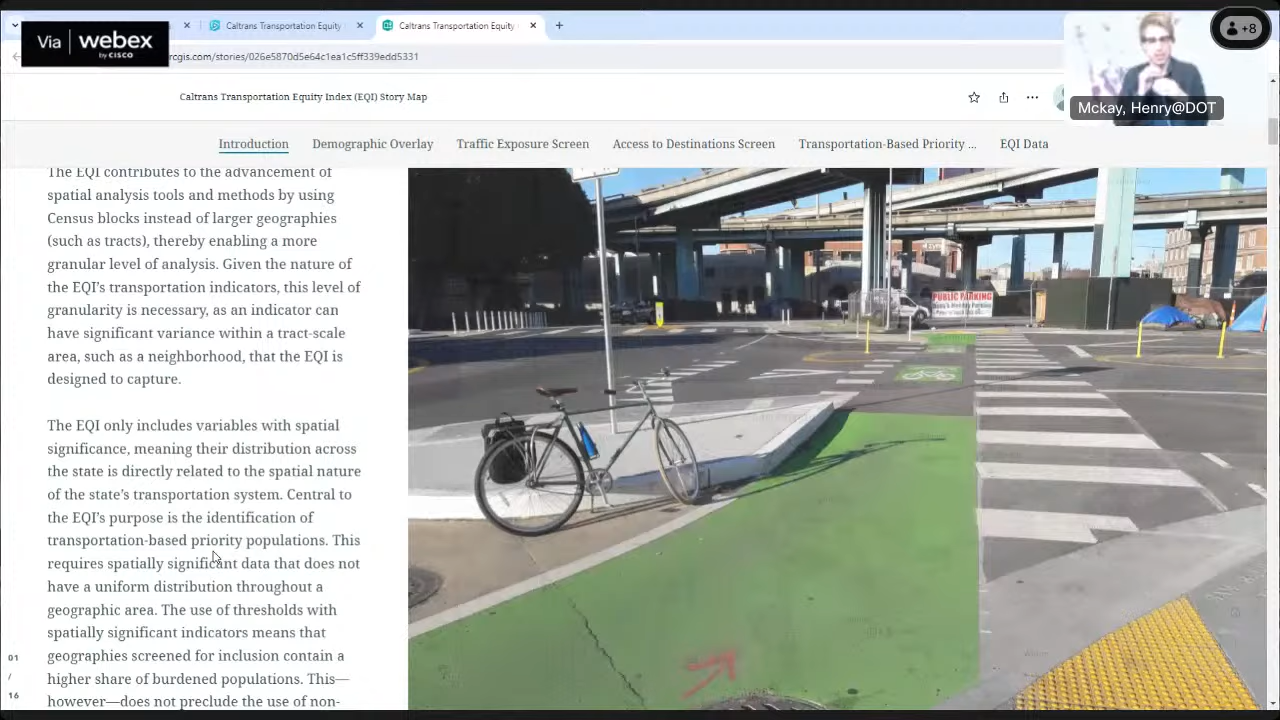 Caltrans Transportation Equity
Caltrans Transportation Equity
Via webex
by CISCO
+8
rcgis.com/stories/026e5870d5e64c1ea1c5ff339edd5331
Caltrans Transportation Equity Index (EQI) Story Map
Mckay, Henry@DOT
Introduction
Demographic Overlay
Traffic Exposure Screen
Access to Destinations Screen
Transportation-Based Priority ...
EQI Data
The EQI contributes to the advancement of
spatial analysis tools and methods by using
Census blocks instead of larger geographies
(such as tracts), thereby enabling a more
granular level of analysis. Given the nature of
the EQI’s transportation indicators, this level of
granularity is necessary, as an indicator can
have significant variance within a tract-scale
area, such as a neighborhood, that the EQI is
designed to capture.
The EQI only includes variables with spatial
significance, meaning their distribution across
the state is directly related to the spatial nature
of the state’s transportation system. Central to
the EQI’s purpose is the identification of
transportation-based priority populations. This
requires spatially significant data that does not
have a uniform distribution throughout a
geographic area. The use of thresholds with
spatially significant indicators means that
geographies screened for inclusion contain a
higher share of burdened populations. This—
however—does not preclude the use of non-
01
/
16
PUBLIC PARKING